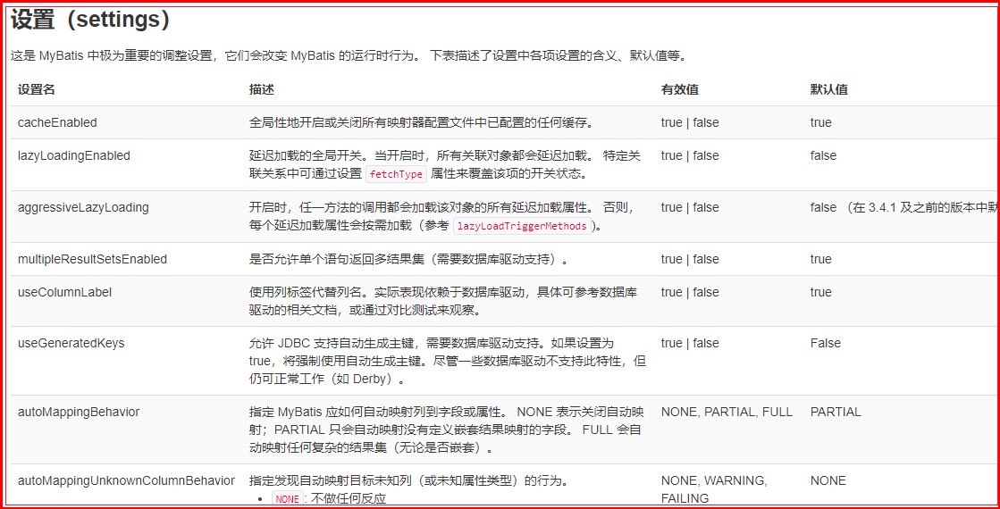 设置（settings）
这是 MyBatis 中极为重要的调整设置，它们会改变 MyBatis 的运行时行为。 下表描述了设置中各项设置的含义、默认值等。
设置名 描述 有效值 默认值
cacheEnabled 全局性地开启或关闭所有映射器配置文件中已配置的任何缓存。 true | false true
lazyLoadingEnabled 延迟加载的全局开关。当开启时，所有关联对象都会延迟加载。 特定关 true | false false
联关系中可通过设置 fetchType 属性来覆盖该项的开关状态。
aggressiveLazyLoading 开启时，任一方法的调用都会加载该对象的所有延迟加载属性。 否则， true | false false （在 3.4.1 及之前的版本中默
每个延迟加载属性会按需加载（参考 lazyLoadTriggerMethods)。
multipleResultSetsEnabled 是否允许单个语句返回多结果集（需要数据库驱动支持）。 true | false true
useColumnLabel 使用列标签代替列名。实际表现依赖于数据库驱动，具体可参考数据库 true | false true
驱动的相关文档，或通过对比测试来观察。
useGeneratedKeys 允许 JDBC 支持自动生成主键，需要数据库驱动支持。如果设置为 true | false False
true，将强制使用自动生成主键。尽管一些数据库驱动不支持此特性，但
仍可正常工作（如 Derby）。
autoMappingBehavior 指定 MyBatis 应如何自动映射列到字段或属性。 NONE 表示关闭自动映 NONE, PARTIAL, FULL PARTIAL
射；PARTIAL 只会自动映射没有定义嵌套结果映射的字段。 FULL 会自
动映射任何复杂的结果集（无论是否嵌套）。
autoMappingUnknownColumnBehavior 指定发现自动映射目标未知列（或未知属性类型）的行为。 NONE, WARNING, NONE
• NONE: 不做任何反应 FAILING